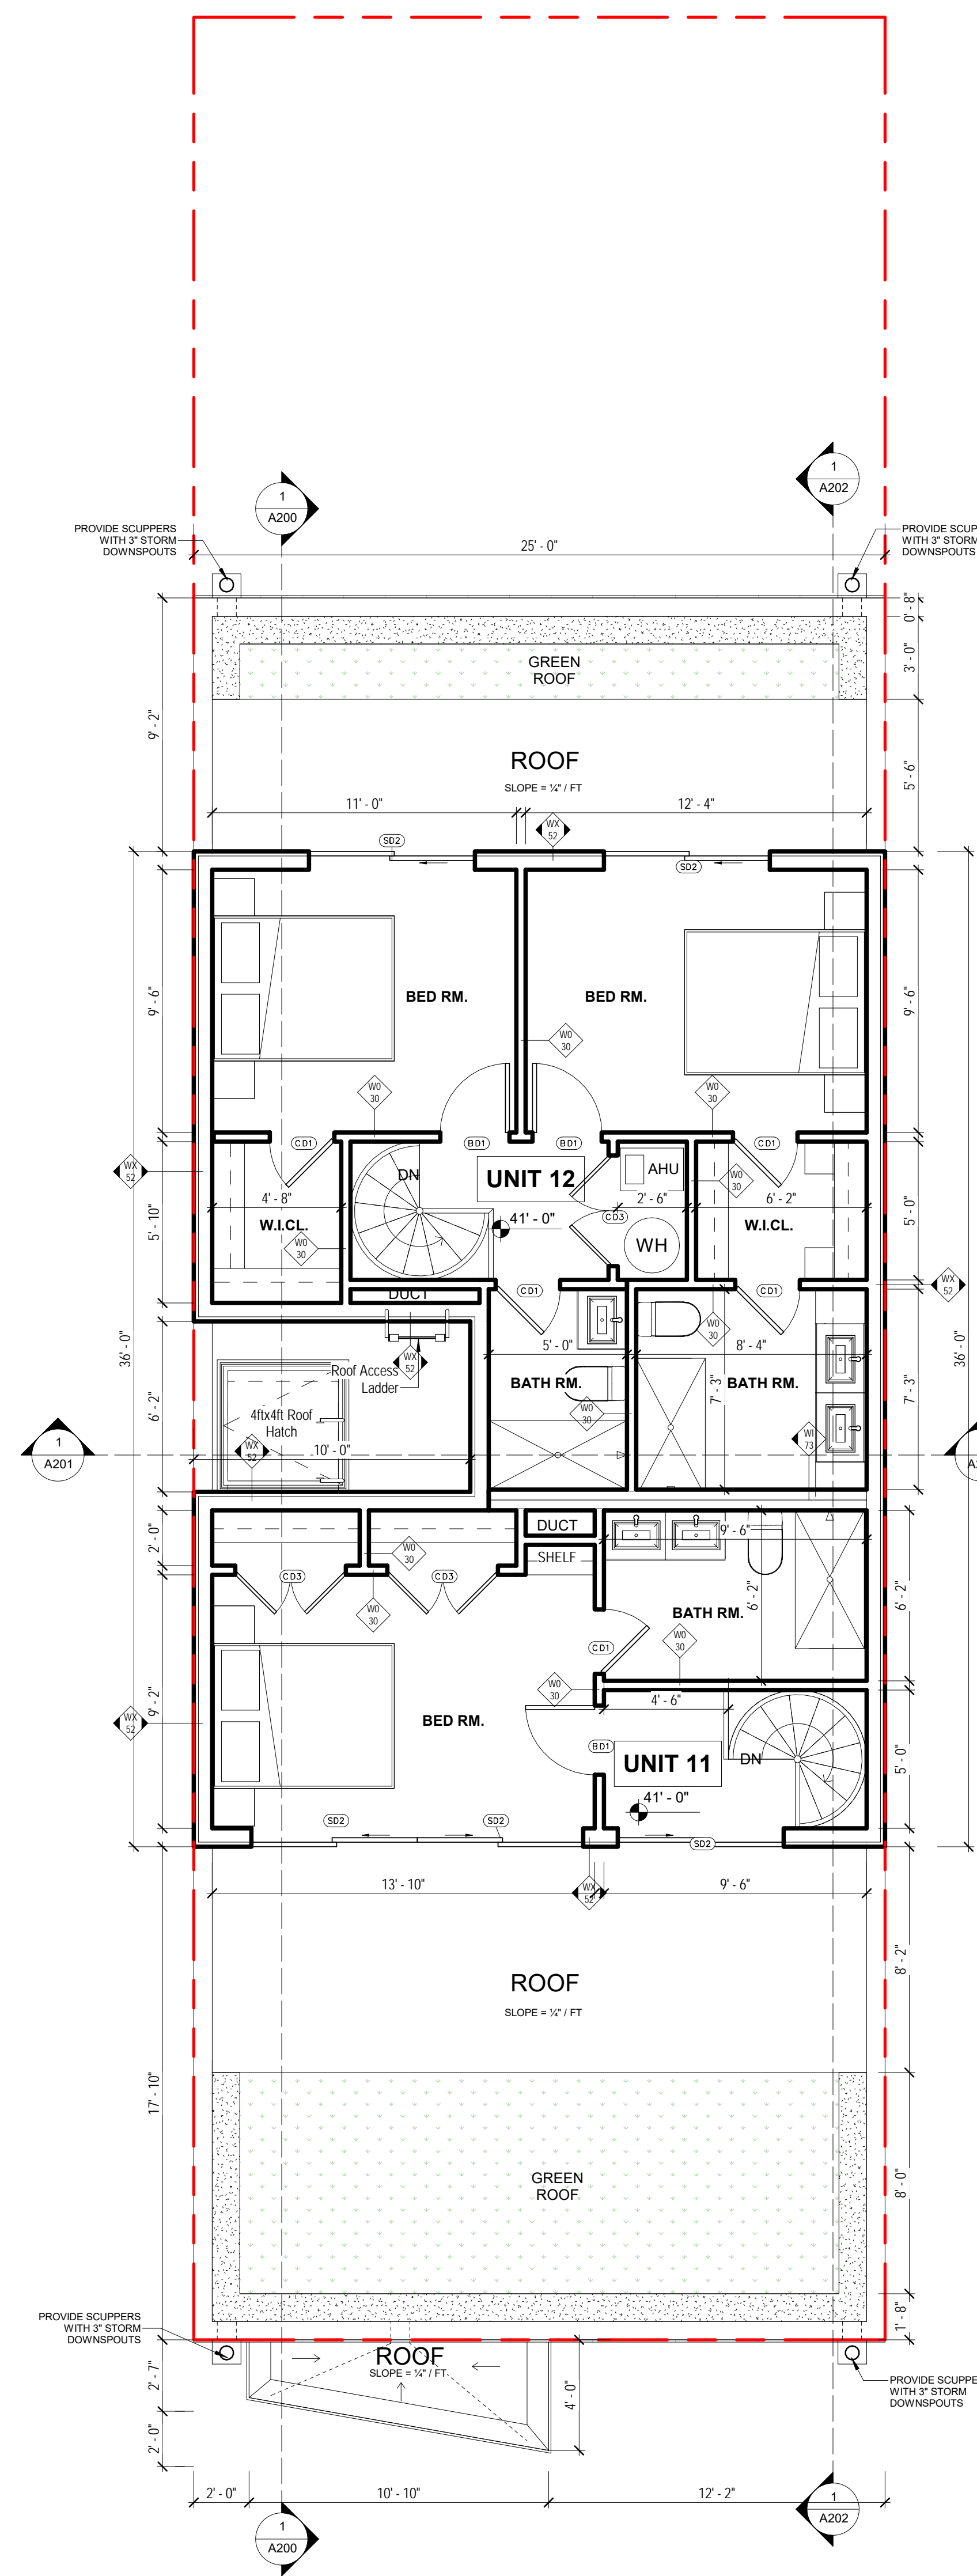 1
A202
1
A200
PROVIDE SCUPPERS
WITH 3" STORM
DOWNSPOUTS
25' - 0"
PROVIDE SCUP
WITH 3" STORM
DOWNSPOUTS
0' - 8"
GREEN
ROOF
3' - 0"
9' - 2"
ROOF
SLOPE = ¼" / FT
5' - 6"
11' - 0"
12' - 4"
WX
52
SD2
SD2
9' - 6"
BED RM.
BED RM.
9' - 6"
W0
30
W0
30
W0
30
CD1
BD1
BD1
CD1
WX
52
DN
UNIT 12
AHU
W0
30
4' - 8"
2' - 6"
6' - 2"
5' - 10"
W.I.CL.
41' - 0"
CD3
W.I.CL.
5' - 0"
W0
30
WH
DUCT
CD1
CD1
WX
52
36' - 0"
36' - 0"
W0
30
5' - 0"
8' - 4"
WX
52
Roof Access
Ladder
BATH RM.
7' - 3"
BATH RM.
7' - 3"
6' - 2"
4ftx4ft Roof
Hatch
W0
30
WI
73
1
A201
WX
52
10' - 0"
A
2' - 0"
DUCT
9' - 6"
W0
30
SHELF
CD3
CD3
6' - 2"
6' - 2"
W0
30
BATH RM.
W0
30
CD1
W0
30
9' - 2"
4' - 6"
WX
52
BED RM.
BD1
UNIT 11
DN
5' - 0"
41' - 0"
SD2
SD2
SD2
13' - 10"
WX
52
9' - 6"
8' - 2"
ROOF
SLOPE = ¼" / FT
17' - 10"
GREEN
ROOF
8' - 0"
PROVIDE SCUPPERS
WITH 3" STORM
DOWNSPOUTS
1' - 8"
ROOF
SLOPE = ¼" / FT
2' - 7"
4' - 0"
PROVIDE SCUPPE
WITH 3" STORM
DOWNSPOUTS
2' - 0"
2' - 0"
10' - 10"
12' - 2"
1
A202
1
A200